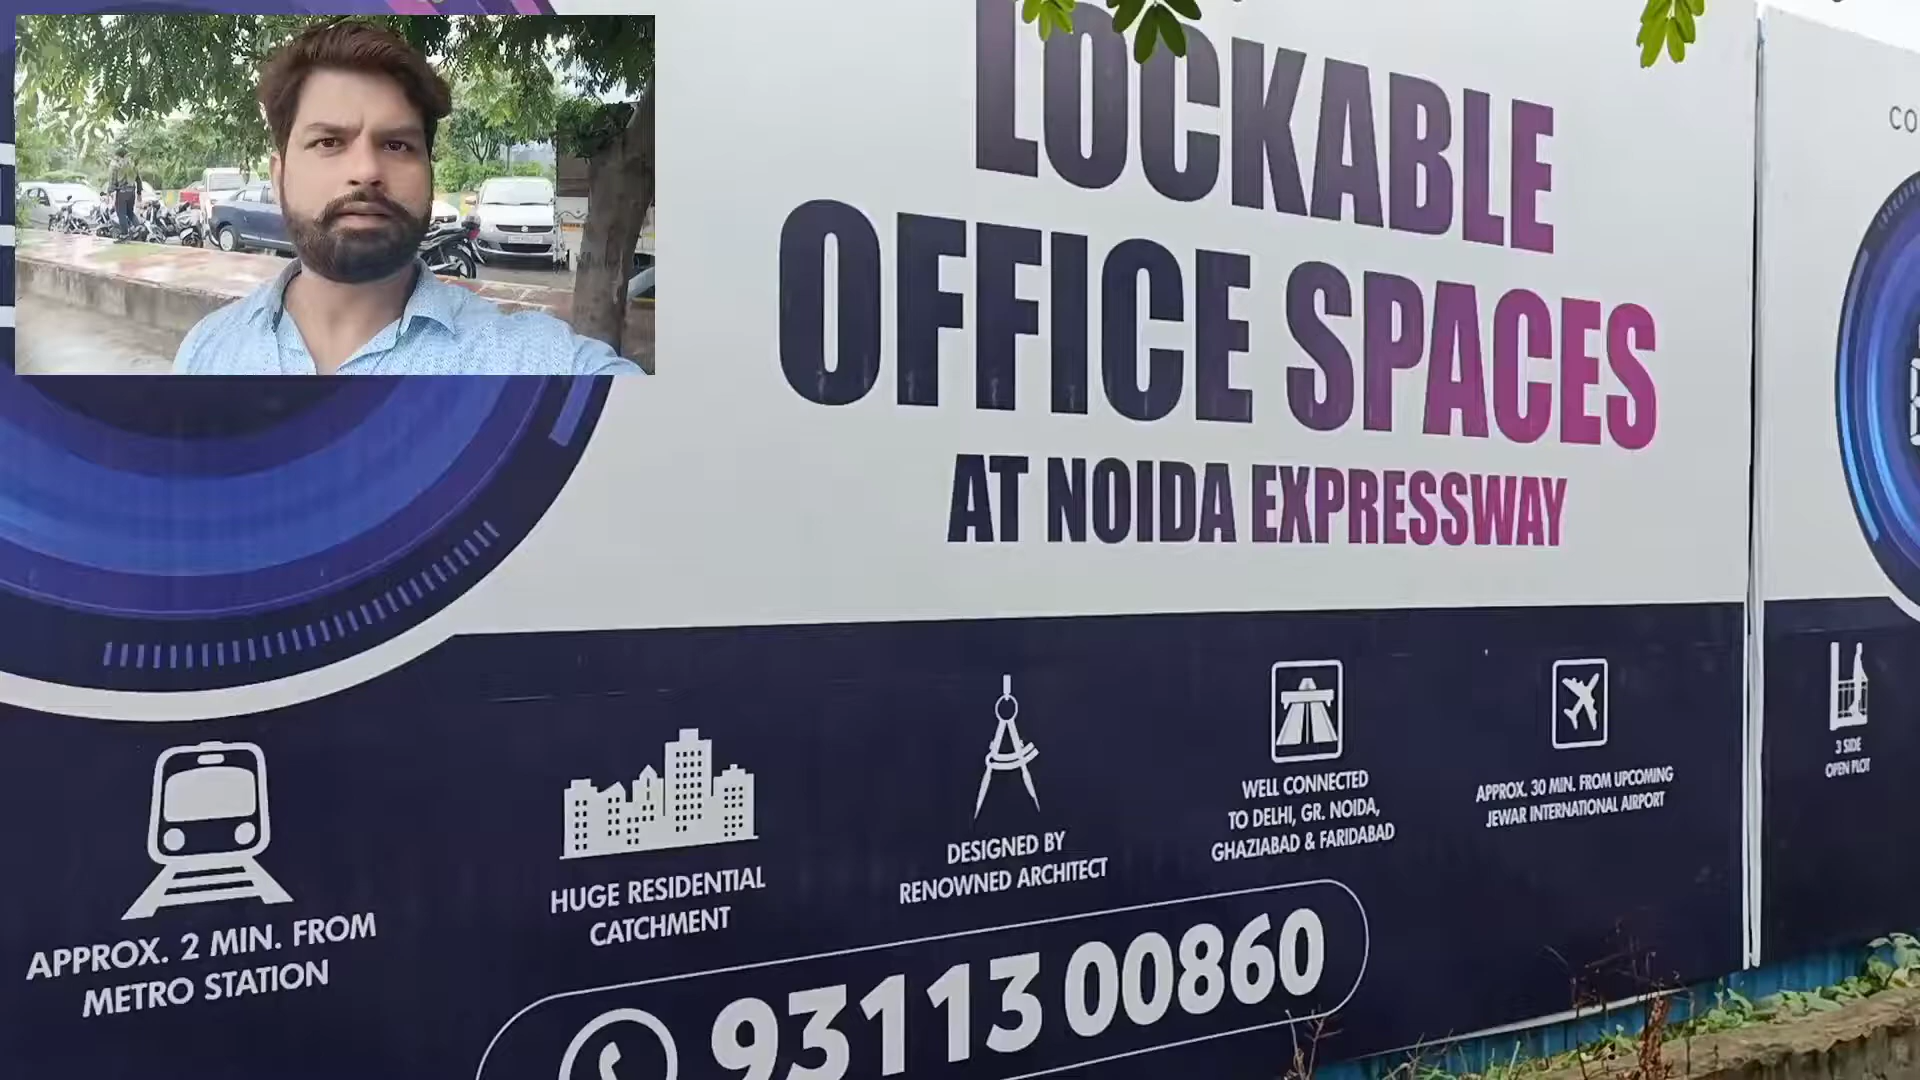 LOCKABLE
OFFICE SPACES
AT NOIDA EXPRESSWAY
APPROX. 2 MIN. FROM
METRO STATION
HUGE RESIDENTIAL
CATCHMENT
DESIGNED BY
RENOWNED ARCHITECT
WELL CONNECTED
TO DELHI, GR. NOIDA,
GHAZIABAD & FARIDABAD
APPROX. 30 MIN. FROM UPCOMING
JEWAR INTERNATIONAL AIRPORT
3 SIDE
OPEN PLOT
93113 00860
CO